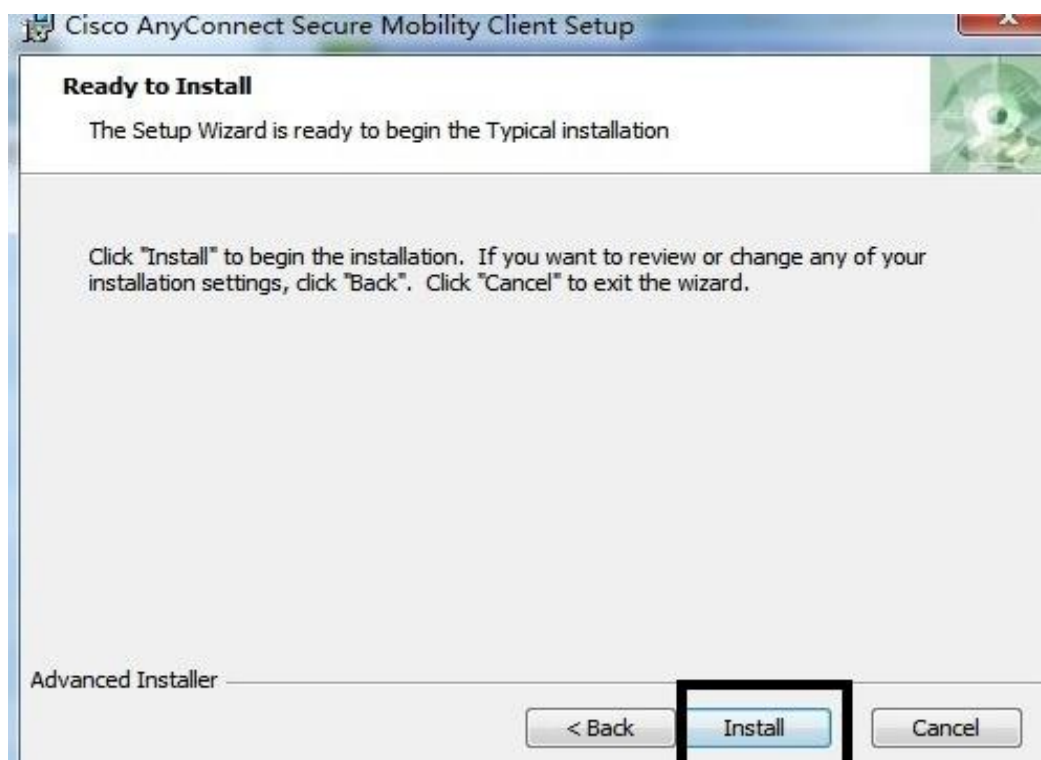 Cisco AnyConnect Secure Mobility Client Setup
Ready to Install
The Setup Wizard is ready to begin the Typical installation
Click "Install" to begin the installation. If you want to review or change any of your
installation settings, click "Back". Click "Cancel" to exit the wizard.
Advanced Installer
< Back Install Cancel